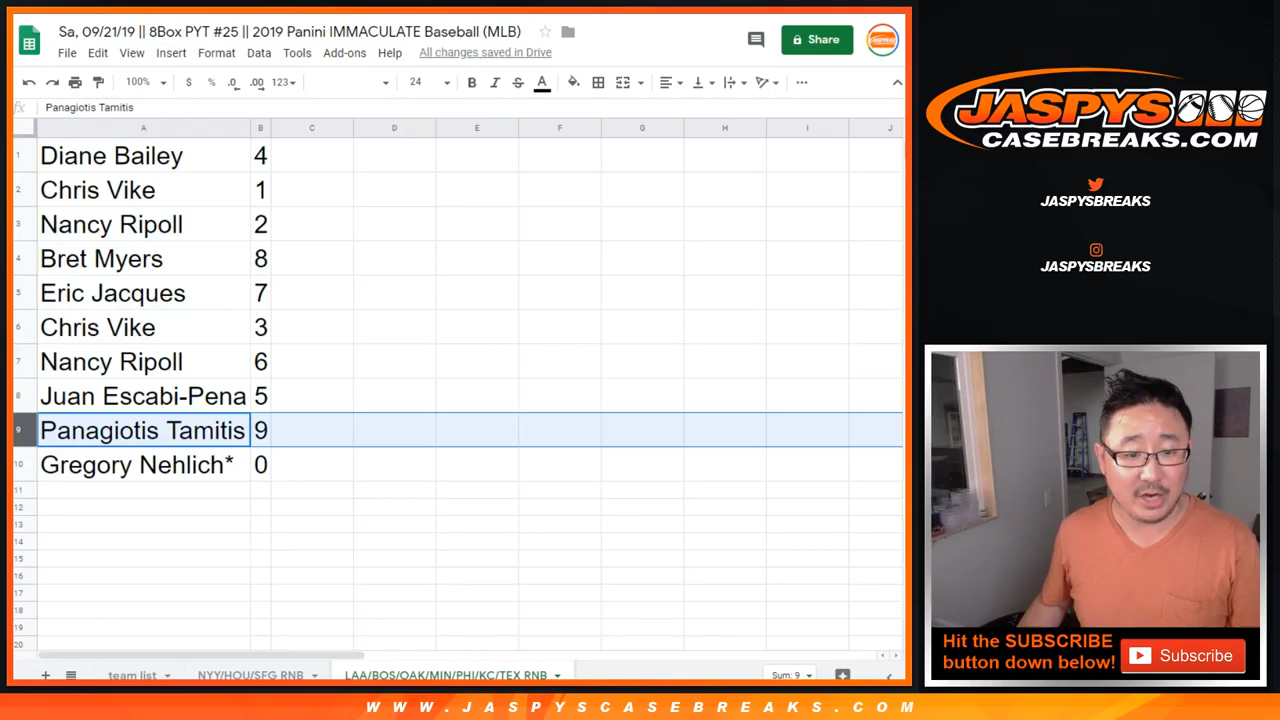 Sa, 09/21/19 || 8Box PYT #25 || 2019 Panini IMMACULATE Baseball (MLB)
File Edit View Insert Format Data Tools Add-ons Help All changes saved in Drive
Share
100% $ % .0 .00 123 24 B I S A
fx Panagiotis Tamitis
A B C D E F G H I J
1 Diane Bailey 4
2 Chris Vike 1
3 Nancy Ripoll 2
4 Bret Myers 8
5 Eric Jacques 7
6 Chris Vike 3
7 Nancy Ripoll 6
8 Juan Escabi-Pena 5
9 Panagiotis Tamitis 9
10 Gregory Nehlich* 0
11
12
13
14
15
16
17
18
19
20
team list NYY/HOU/SFG RNB LAA/BOS/OAK/MIN/PHI/KC/TEX RNB Sum: 9
JASPYS
CASEBREAKS.COM
JASPYSBREAKS
JASPYSBREAKS
Hit the SUBSCRIBE
button down below!
Subscribe
WWW.JASPYSCASEBREAKS.COM